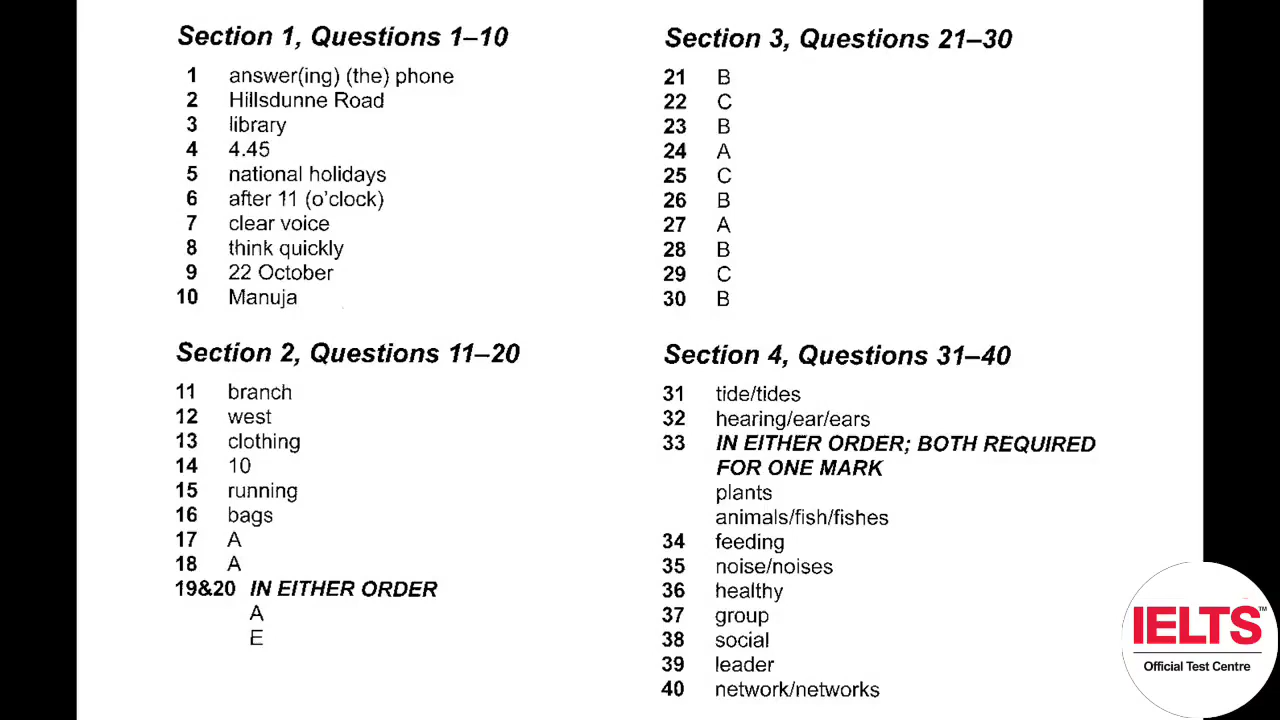 Section 1, Questions 1–10
1 answer(ing) (the) phone
2 Hillsdunne Road
3 library
4 4.45
5 national holidays
6 after 11 (o'clock)
7 clear voice
8 think quickly
9 22 October
10 Manuja
Section 2, Questions 11–20
11 branch
12 west
13 clothing
14 10
15 running
16 bags
17 A
18 A
19&20 IN EITHER ORDER
A
E
Section 3, Questions 21–30
21 B
22 C
23 B
24 A
25 C
26 B
27 A
28 B
29 C
30 B
Section 4, Questions 31–40
31 tide/tides
32 hearing/ear/ears
33 IN EITHER ORDER; BOTH REQUIRED
FOR ONE MARK
plants
animals/fish/fishes
34 feeding
35 noise/noises
36 healthy
37 group
38 social
39 leader
40 network/networks
IELTS™
Official Test Centre